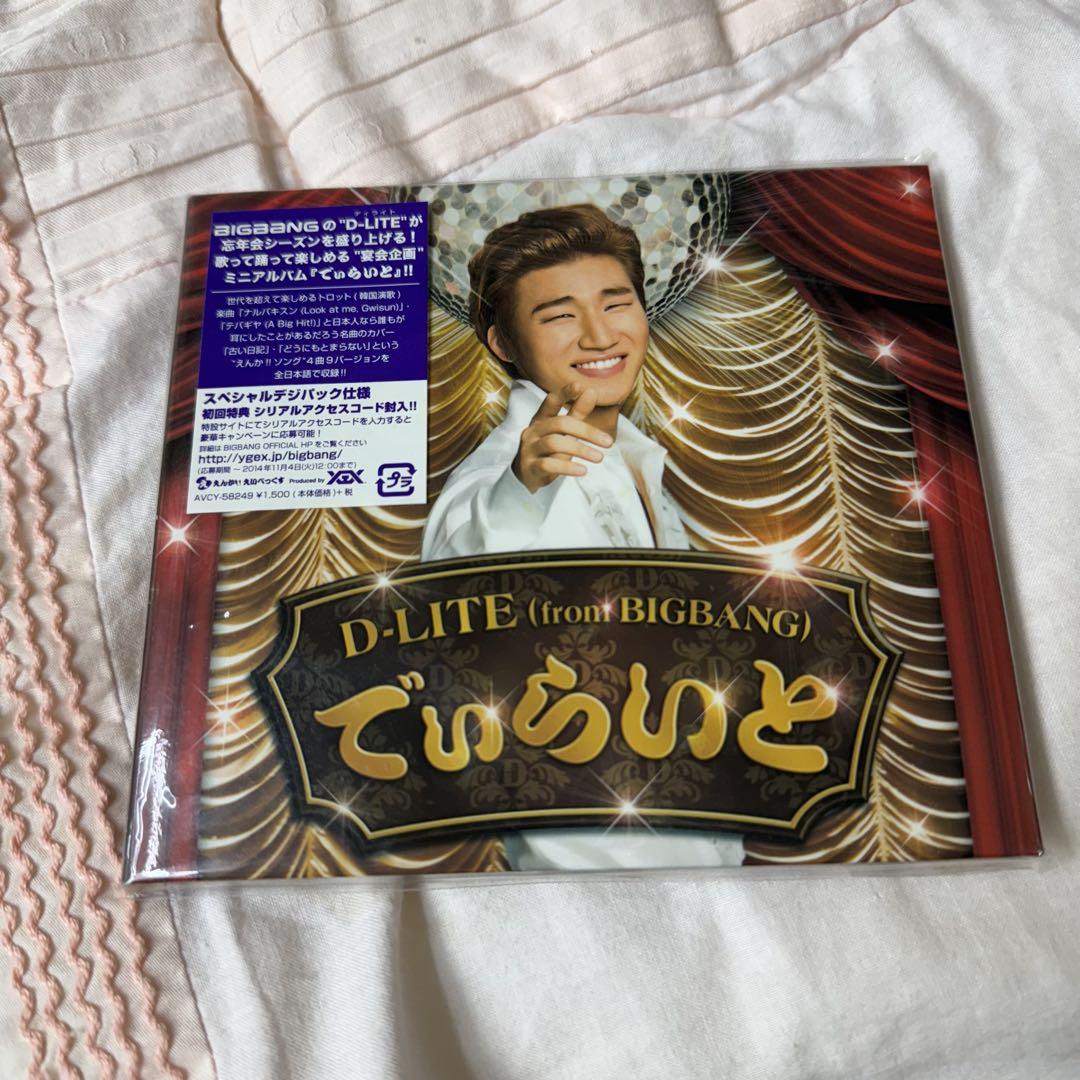 ディライト
BIGBANGの"D-LITE"が
忘年会シーズンを盛り上げる!
歌って踊って楽しめる"宴会企画"
ミニアルバム『でぃらいと』!!
世代を超えて楽しめるトロット(韓国演歌)
楽曲「ナルバキスン(Look at me, Gwisun)」・
「テバギヤ(A Big Hit!)」と日本人なら誰もが
耳にしたことがあるだろう名曲のカバー
「古い日記」・「どうにもとまらない」という
"えんか!!ソング"4曲9バージョンを
全日本語で収録!!
スペシャルデジパック仕様
初回特典 シリアルアクセスコード封入!!
特設サイトにてシリアルアクセスコードを入力すると
豪華キャンペーンに応募可能!
詳細は BIGBANG OFFICIAL HP をご覧ください
http://ygex.jp/bigbang/
(応募期間 ~ 2014年11月4日(火)12:00まで)
えんかい えいべっくす Produced by YGEX
プラ
AVCY-58249 ¥1,500(本体価格)+税
D-LITE (from BIGBANG)
でぃらいと